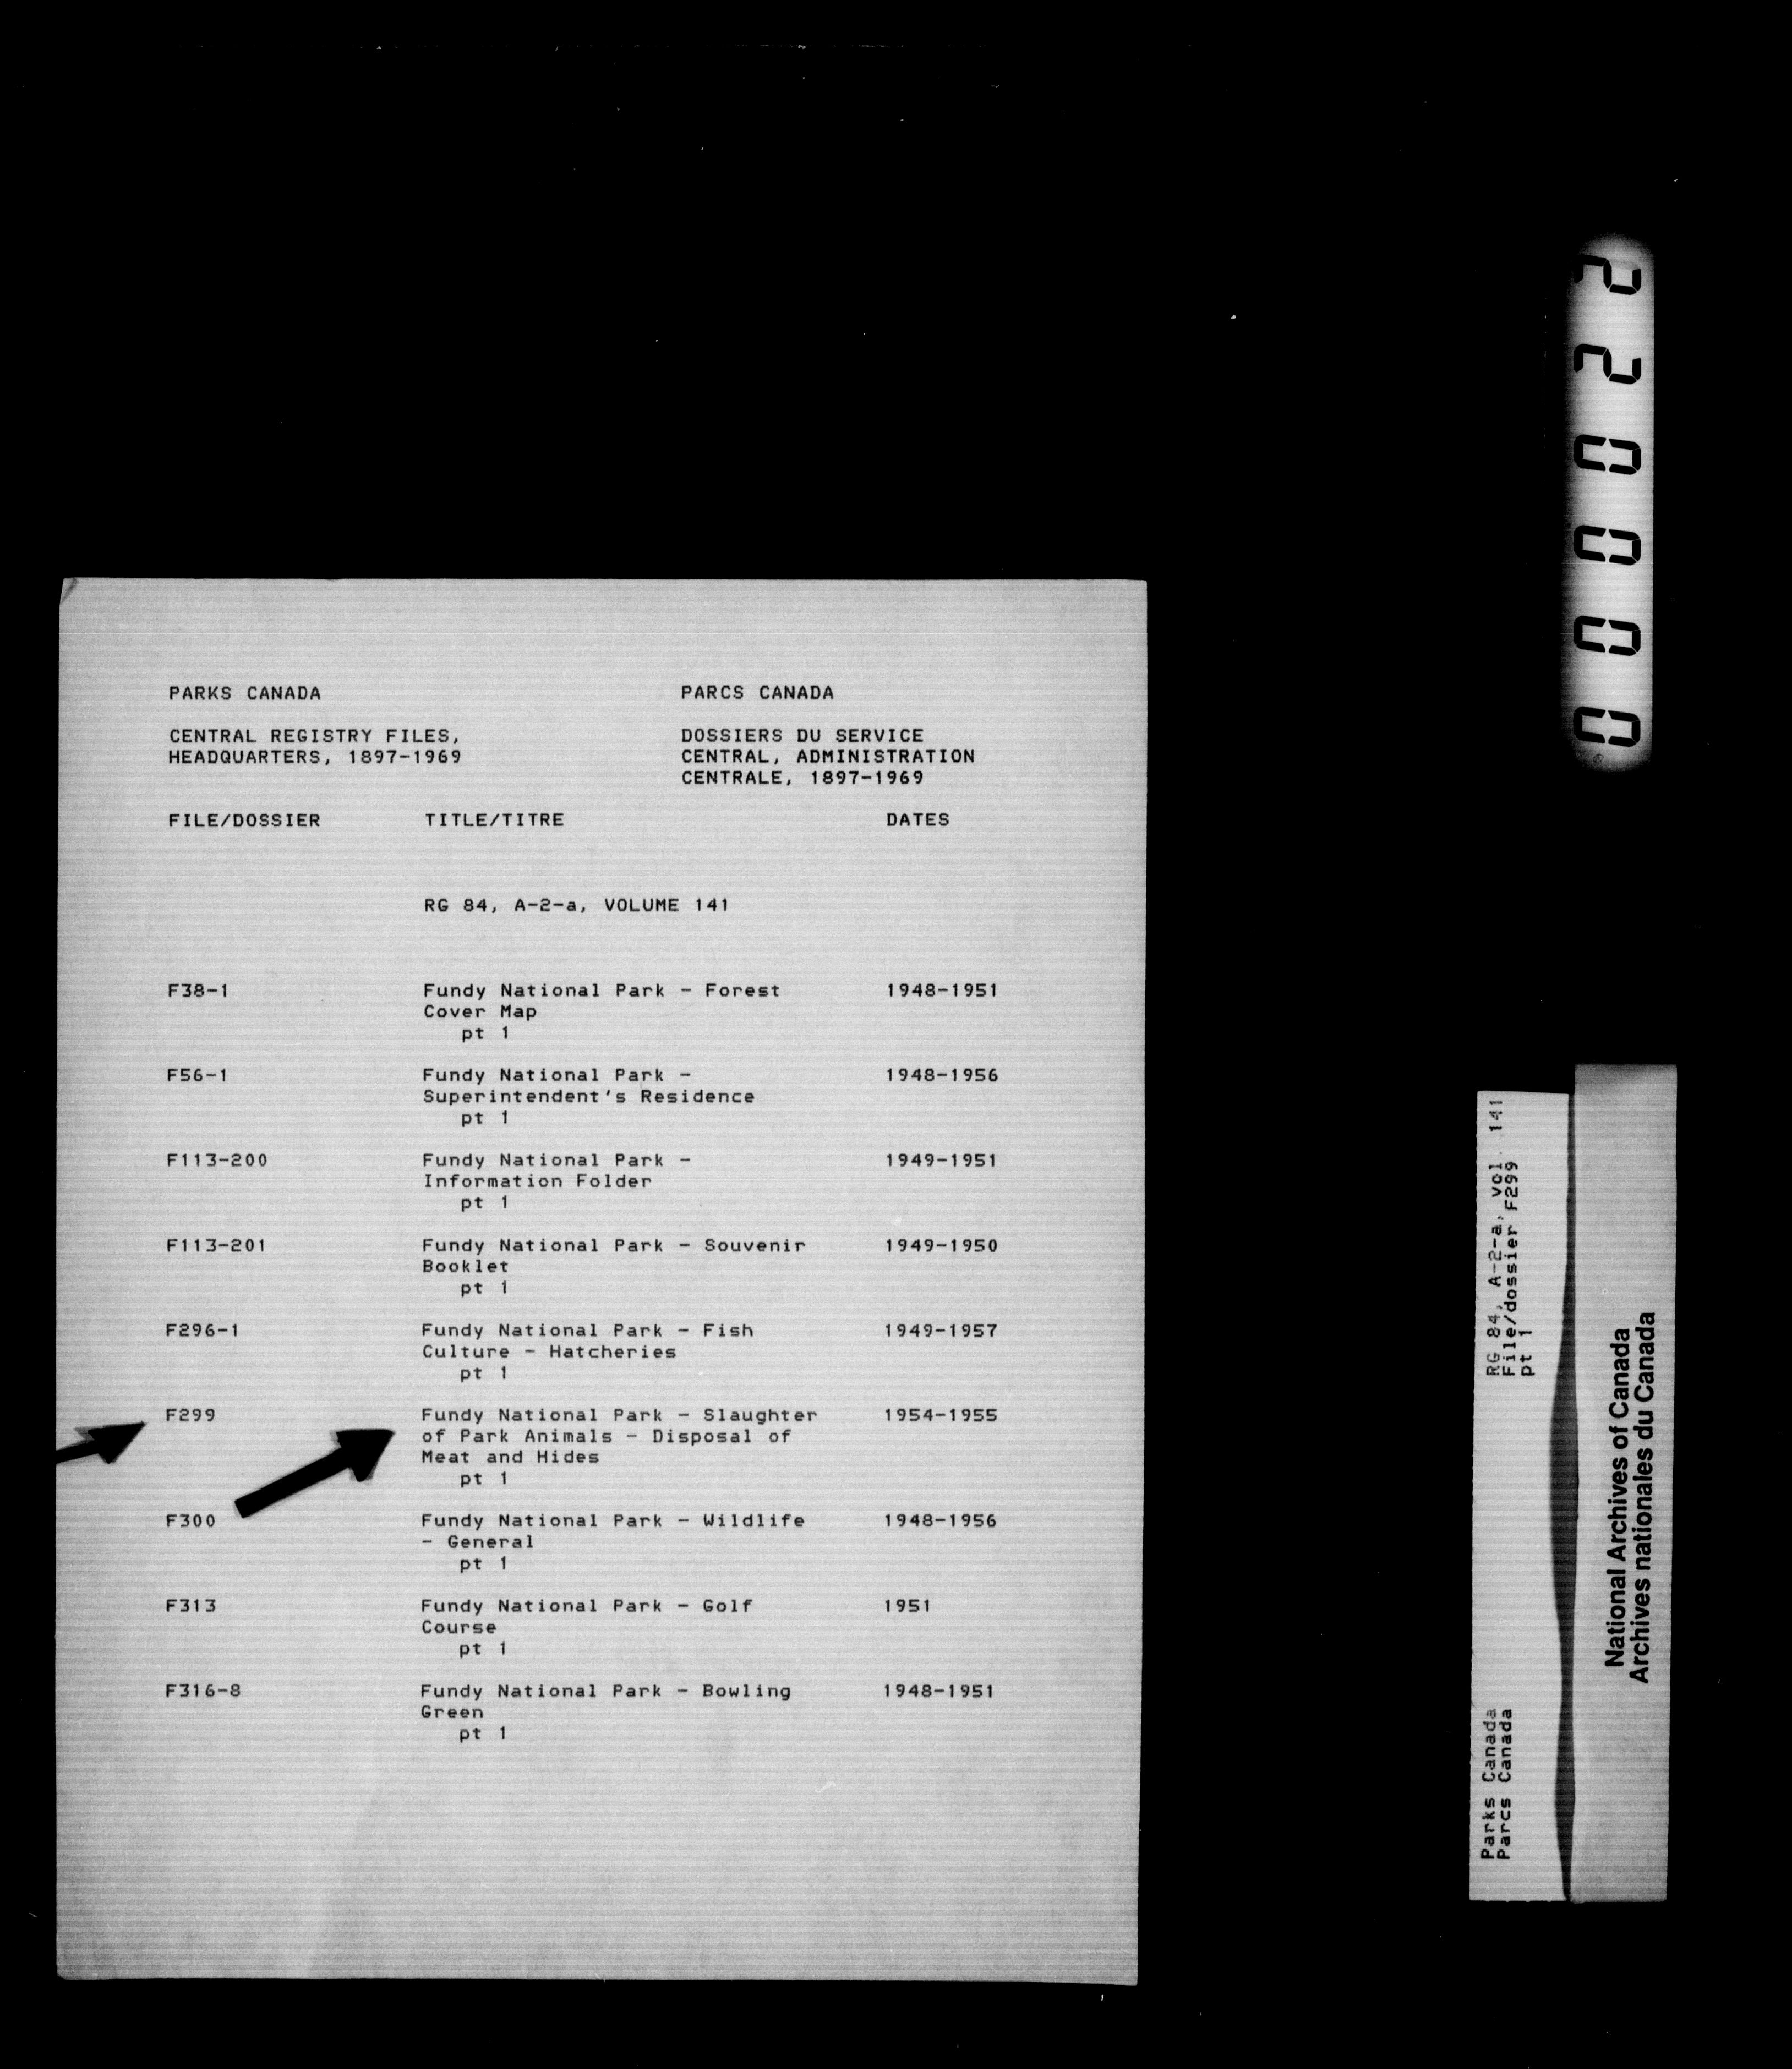 PARKS CANADA
PARCS CANADA
CENTRAL REGISTRY FILES,
HEADQUARTERS, 1897-1969
DOSSIERS DU SERVICE
CENTRAL, ADMINISTRATION
CENTRALE, 1897-1969
FILE/DOSSIER TITLE/TITRE DATES
RG 84, A-2-a, VOLUME 141
F38-1 Fundy National Park - Forest 1948-1951
Cover Map
pt 1
F56-1 Fundy National Park - 1948-1956
Superintendent's Residence
pt 1
F113-200 Fundy National Park - 1949-1951
Information Folder
pt 1
F113-201 Fundy National Park - Souvenir 1949-1950
Booklet
pt 1
F296-1 Fundy National Park - Fish 1949-1957
Culture - Hatcheries
pt 1
F299 Fundy National Park - Slaughter 1954-1955
of Park Animals - Disposal of
Meat and Hides
pt 1
F300 Fundy National Park - Wildlife 1948-1956
- General
pt 1
F313 Fundy National Park - Golf 1951
Course
pt 1
F316-8 Fundy National Park - Bowling 1948-1951
Green
pt 1
000022
Parks Canada
Parcs Canada
RG 84, A-2-a, vol. 141
File/dossier F299
pt 1
National Archives of Canada
Archives nationales du Canada